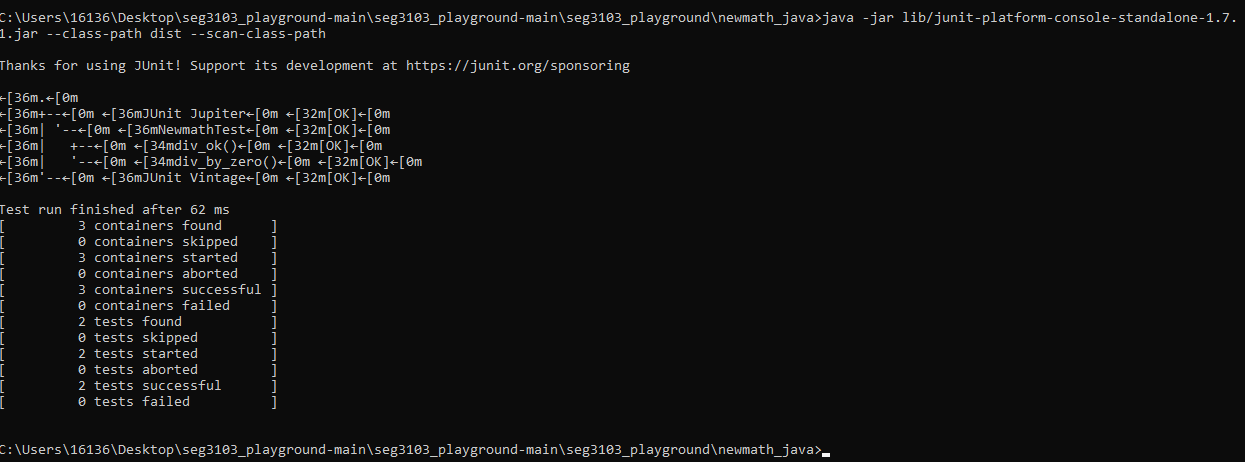 C:\Users\16136\Desktop\seg3103_playground-main\seg3103_playground-main\seg3103_playground\newmath_java>java -jar lib/junit-platform-console-standalone-1.7.
1.jar --class-path dist --scan-class-path
Thanks for using JUnit! Support its development at https://junit.org/sponsoring
←[36m.←[0m
←[36m+--←[0m ←[36mJUnit Jupiter←[0m ←[32m[OK]←[0m
←[36m| '--←[0m ←[36mNewmathTest←[0m ←[32m[OK]←[0m
←[36m|   +--←[0m ←[34mdiv_ok()←[0m ←[32m[OK]←[0m
←[36m|   '--←[0m ←[34mdiv_by_zero()←[0m ←[32m[OK]←[0m
←[36m'--←[0m ←[36mJUnit Vintage←[0m ←[32m[OK]←[0m
Test run finished after 62 ms
[         3 containers found      ]
[         0 containers skipped    ]
[         3 containers started    ]
[         0 containers aborted    ]
[         3 containers successful ]
[         0 containers failed     ]
[         2 tests found           ]
[         0 tests skipped         ]
[         2 tests started         ]
[         0 tests aborted         ]
[         2 tests successful      ]
[         0 tests failed          ]
C:\Users\16136\Desktop\seg3103_playground-main\seg3103_playground-main\seg3103_playground\newmath_java>